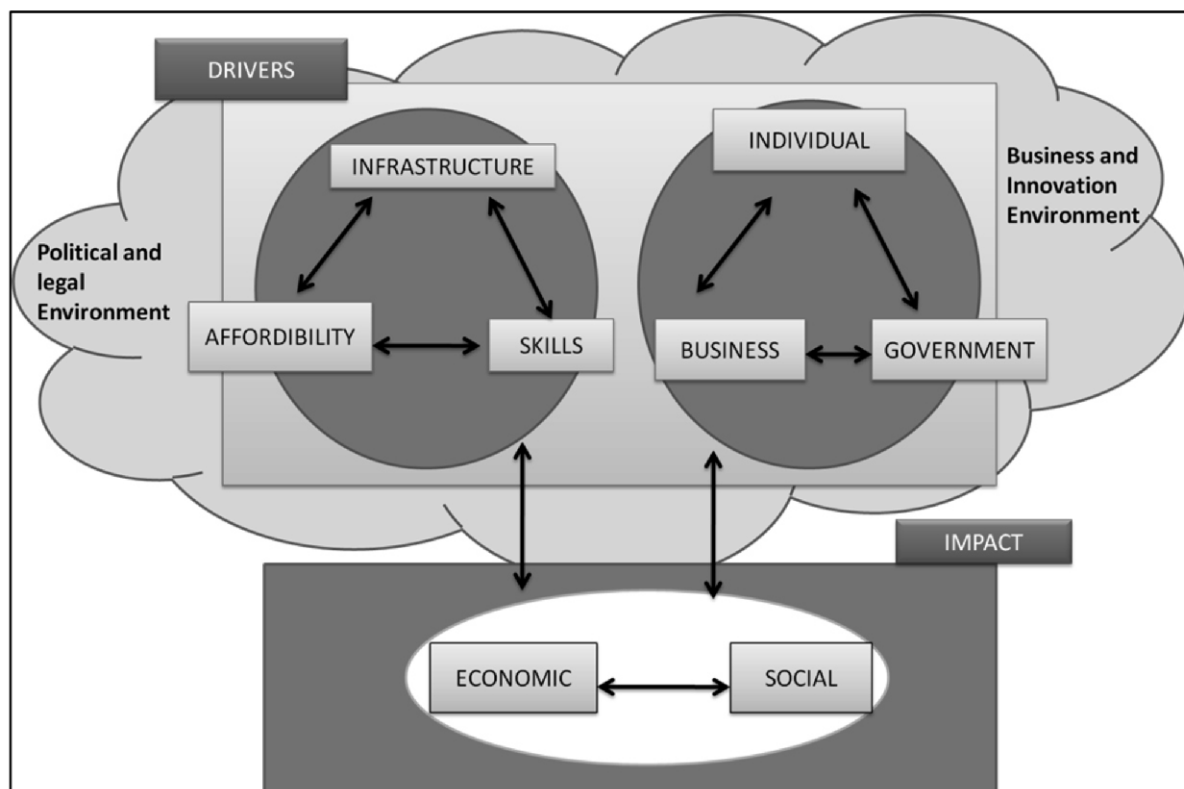 DRIVERS
INFRASTRUCTURE
INDIVIDUAL
Business and
Innovation
Environment
Political and
legal
Environment
AFFORDIBILITY
SKILLS
BUSINESS
GOVERNMENT
IMPACT
ECONOMIC
SOCIAL